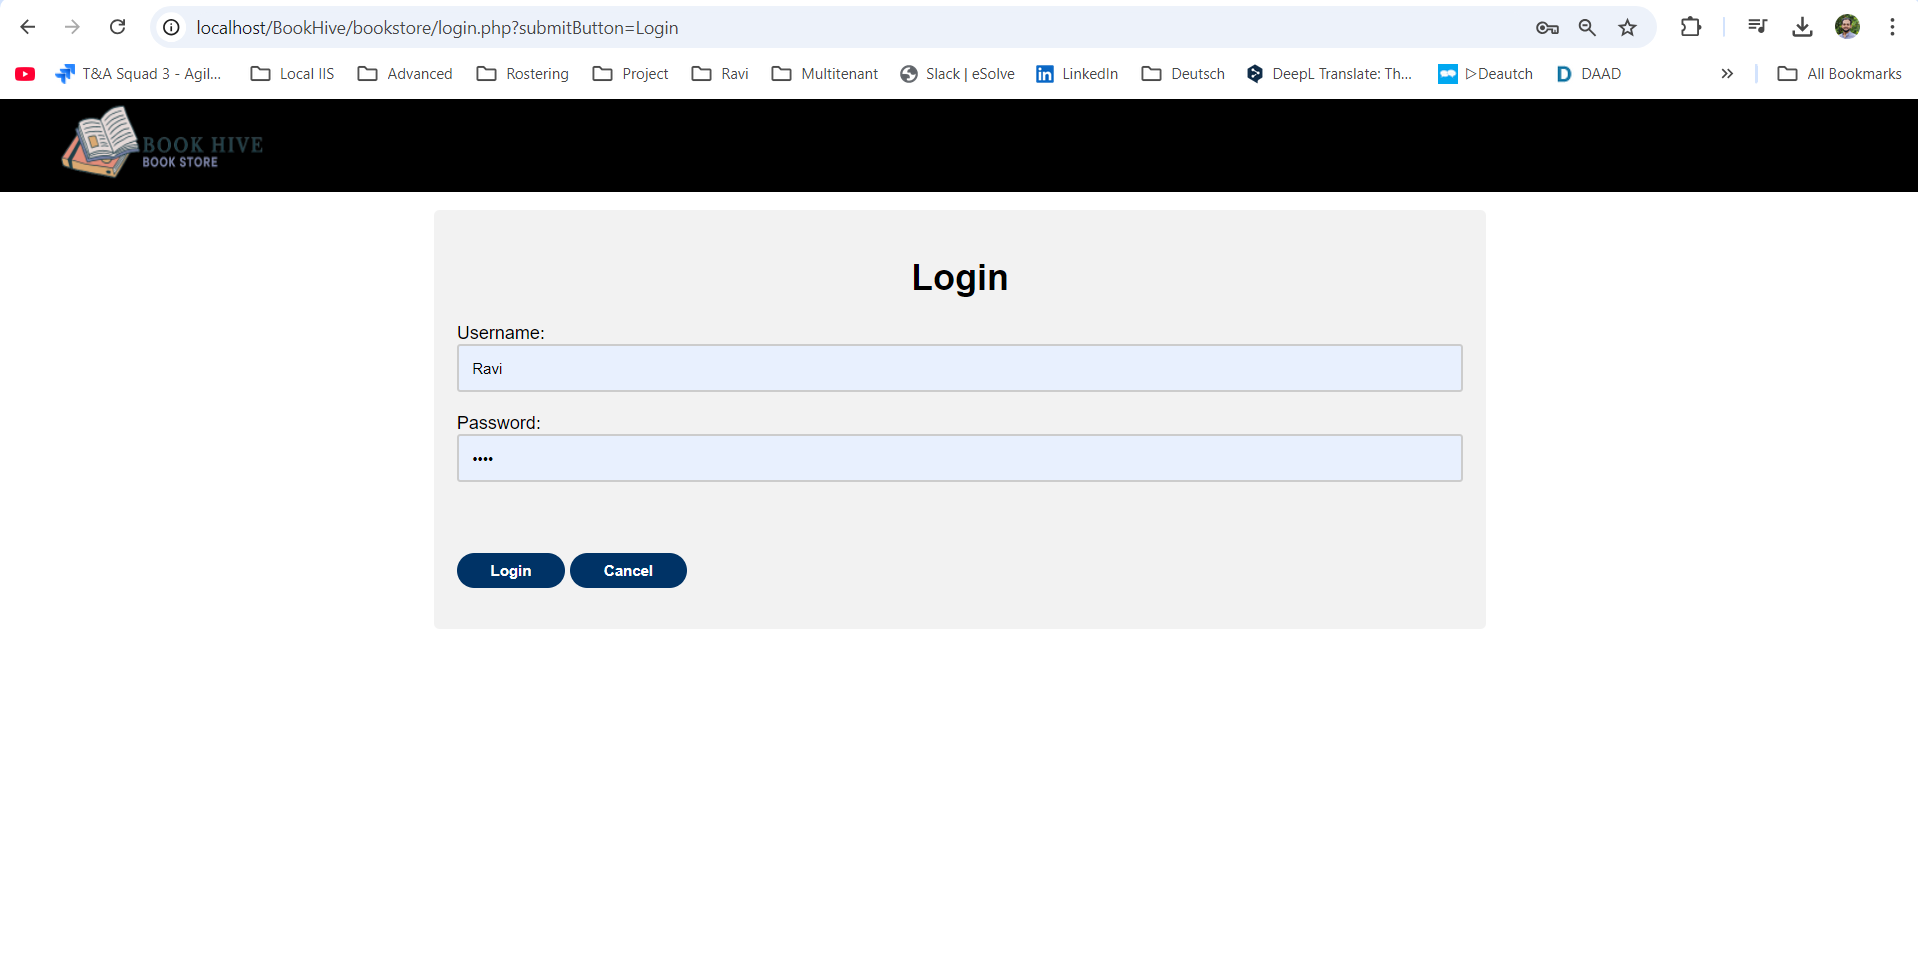 localhost/BookHive/bookstore/login.php?submitButton=Login
T&A Squad 3 - Agil... Local IIS Advanced Rostering Project Ravi Multitenant Slack | eSolve LinkedIn Deutsch DeepL Translate: Th... ▷Deautch D DAAD » All Bookmarks
BOOK HIVE
BOOK STORE
Login
Username:
Ravi
Password:
••••
Login Cancel